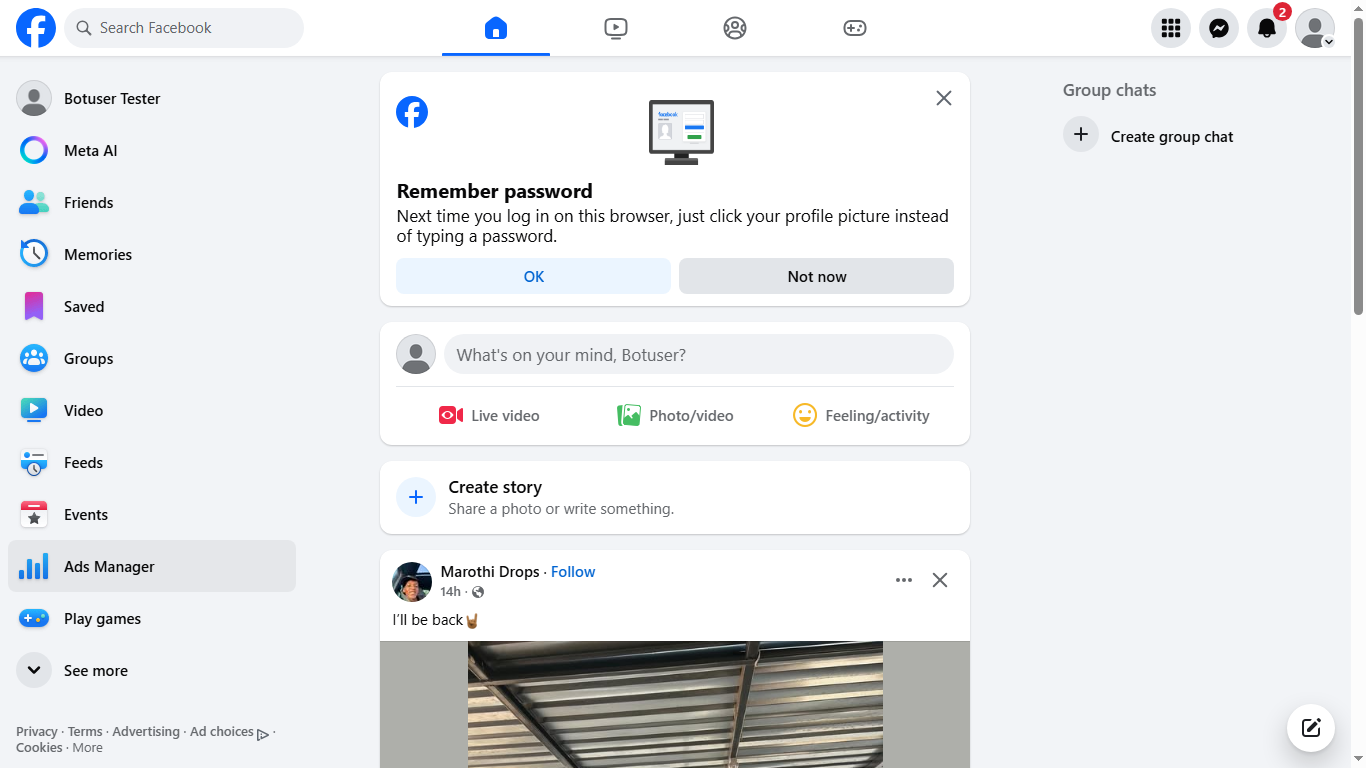 Search Facebook
2
Botuser Tester
Meta AI
Friends
Memories
Saved
Groups
Video
Feeds
Events
Ads Manager
Play games
See more
Privacy · Terms · Advertising · Ad choices ·
Cookies · More
facebook
Remember password
Next time you log in on this browser, just click your profile picture instead
of typing a password.
OK
Not now
What's on your mind, Botuser?
Live video
Photo/video
Feeling/activity
Create story
Share a photo or write something.
Marothi Drops · Follow
14h ·
I'll be back🤘🏾
Group chats
Create group chat